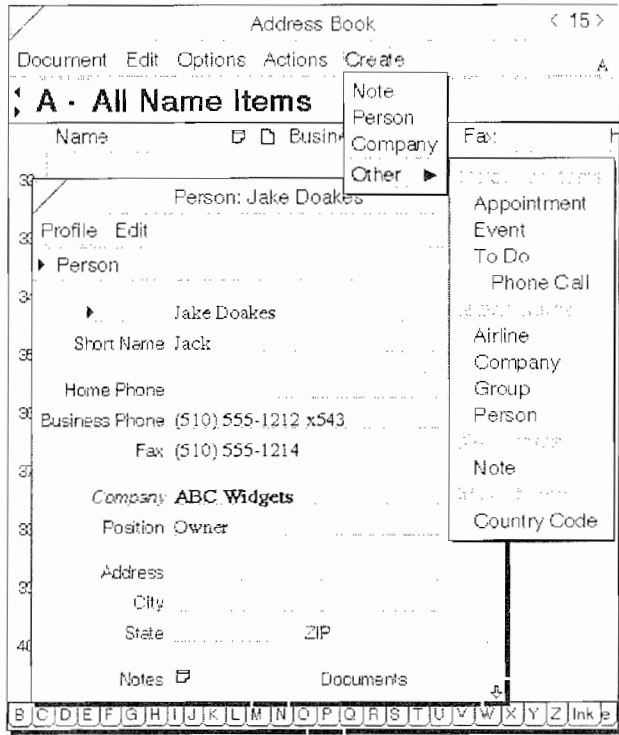 Address Book < 15 >
Document Edit Options Actions Create
A
A - All Name Items
Note
Person
Company
Other ▶
Name Busin Fax: H
Person: Jake Doakes
Profile Edit
Person
Jake Doakes
Short Name Jack
Home Phone
Business Phone (510) 555-1212 x543
Fax (510) 555-1214
Company ABC Widgets
Position Owner
Address
City
State ZIP
Notes Documents
Appointment
Event
To Do
Phone Call
Airline
Company
Group
Person
Note
Country Code
B C D E F G H I J K L M N O P Q R S T U V W X Y Z Ink e